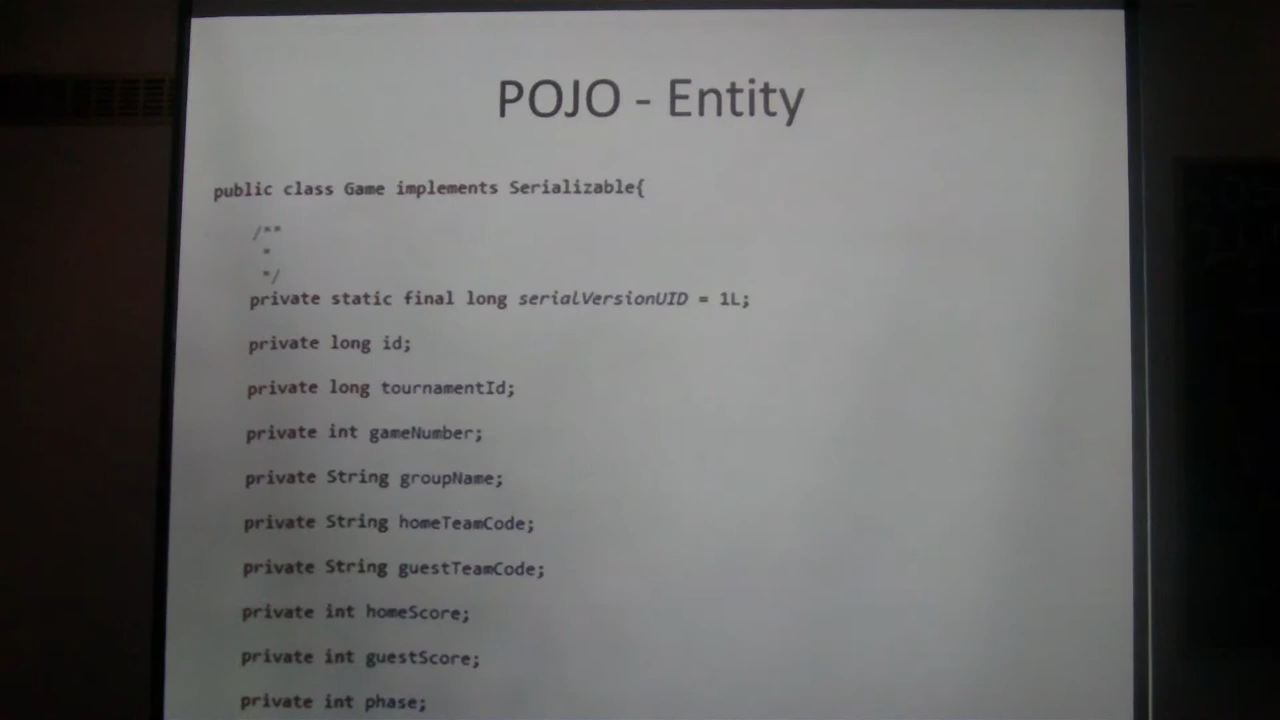 POJO - Entity
public class Game implements Serializable{
/**
*
*/
private static final long serialVersionUID = 1L;
private long id;
private long tournamentId;
private int gameNumber;
private String groupName;
private String homeTeamCode;
private String guestTeamCode;
private int homeScore;
private int guestScore;
private int phase;